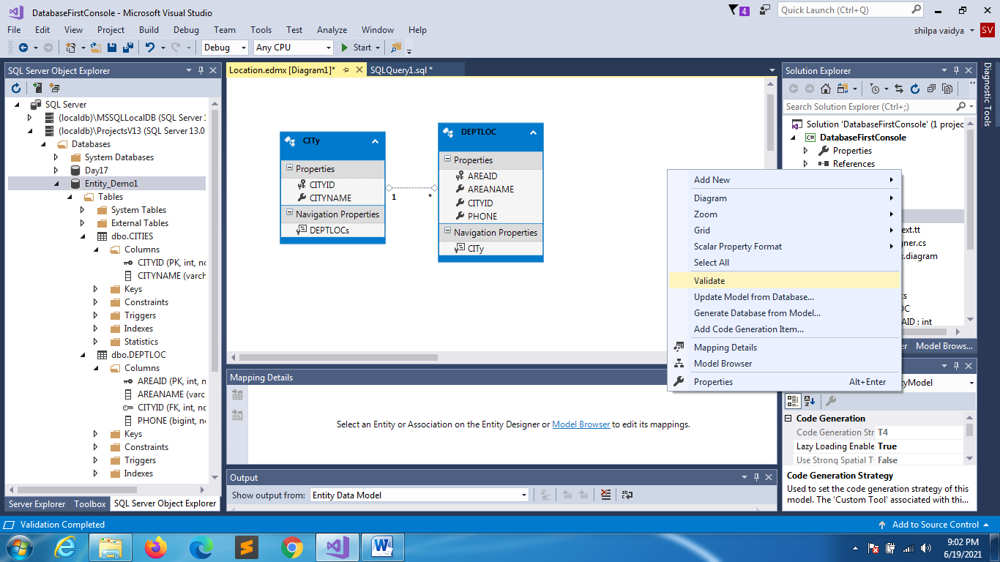 DatabaseFirstConsole - Microsoft Visual Studio
4
Quick Launch (Ctrl+Q)
File Edit View Project Build Debug Team Tools Test Analyze Window Help
shilpa vaidya
SV
Debug
Any CPU
Start
SQL Server Object Explorer
SQL Server
(localdb)\MSSQLLocalDB (SQL Server
(localdb)\ProjectsV13 (SQL Server 13.0
Databases
System Databases
Day17
Entity_Demo1
Tables
System Tables
External Tables
dbo.CITIES
Columns
CITYID (PK, int, no
CITYNAME (varch
Keys
Constraints
Triggers
Indexes
Statistics
dbo.DEPTLOC
Columns
AREAID (PK, int, n
AREANAME (varc
CITYID (FK, int, no
PHONE (bigint, no
Keys
Constraints
Triggers
Indexes
Server Explorer Toolbox SQL Server Object Explorer
Location.edmx [Diagram1]*
SQLQuery1.sql *
CITy
Properties
CITYID
CITYNAME
Navigation Properties
DEPTLOCs
1
*
DEPTLOC
Properties
AREAID
AREANAME
CITYID
PHONE
Navigation Properties
CITy
Mapping Details
Select an Entity or Association on the Entity Designer or Model Browser to edit its mappings.
Output
Show output from: Entity Data Model
Add New
Diagram
Zoom
Grid
Scalar Property Format
Select All
Validate
Update Model from Database...
Generate Database from Model...
Add Code Generation Item...
Mapping Details
Model Browser
Properties Alt+Enter
Solution Explorer
Search Solution Explorer (Ctrl+;)
Solution 'DatabaseFirstConsole' (1 projec
DatabaseFirstConsole
Properties
References
ext.tt
gner.cs
x.diagram
cs
OC
AID : int
er
Model Brows...
tyModel
Code Generation
Code Generation Str T4
Lazy Loading Enable True
Use Strong Spatial T False
Code Generation Strategy
Used to set the code generation strategy of this
model. The 'Custom Tool' associated with thi...
Diagnostic Tools
Validation Completed
Add to Source Control
9:02 PM
6/19/2021